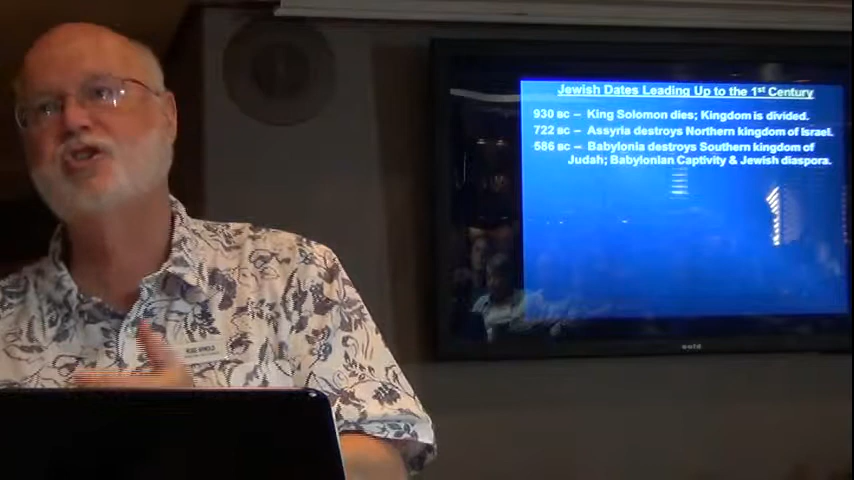 Jewish Dates Leading Up to the 1st Century
930 BC – King Solomon dies; Kingdom is divided.
722 BC – Assyria destroys Northern kingdom of Israel.
586 BC – Babylonia destroys Southern kingdom of
Judah; Babylonian Captivity & Jewish diaspora.